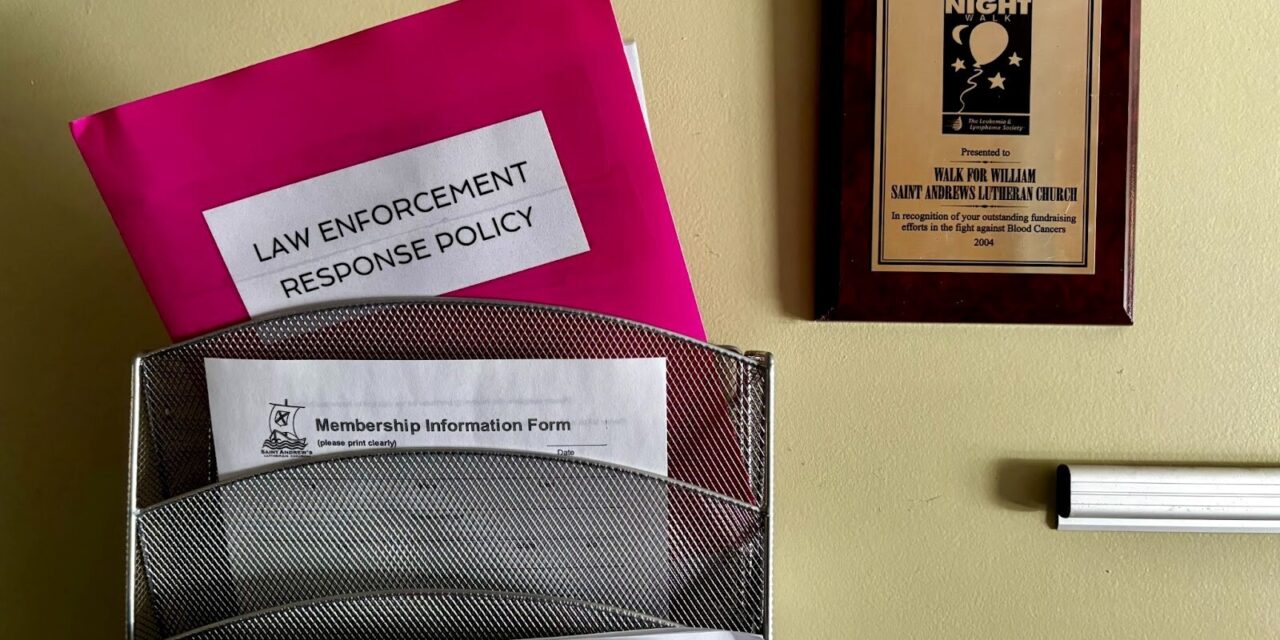 LAW ENFORCEMENT
RESPONSE POLICY
Membership Information Form
(please print clearly)
Date
SAINT ANDREW'S
NIGHT
WALK
The Leukemia &
Lymphoma Society
Presented to
WALK FOR WILLIAM
SAINT ANDREWS LUTHERAN CHURCH
In recognition of your outstanding fundraising
efforts in the fight against Blood Cancers
2004